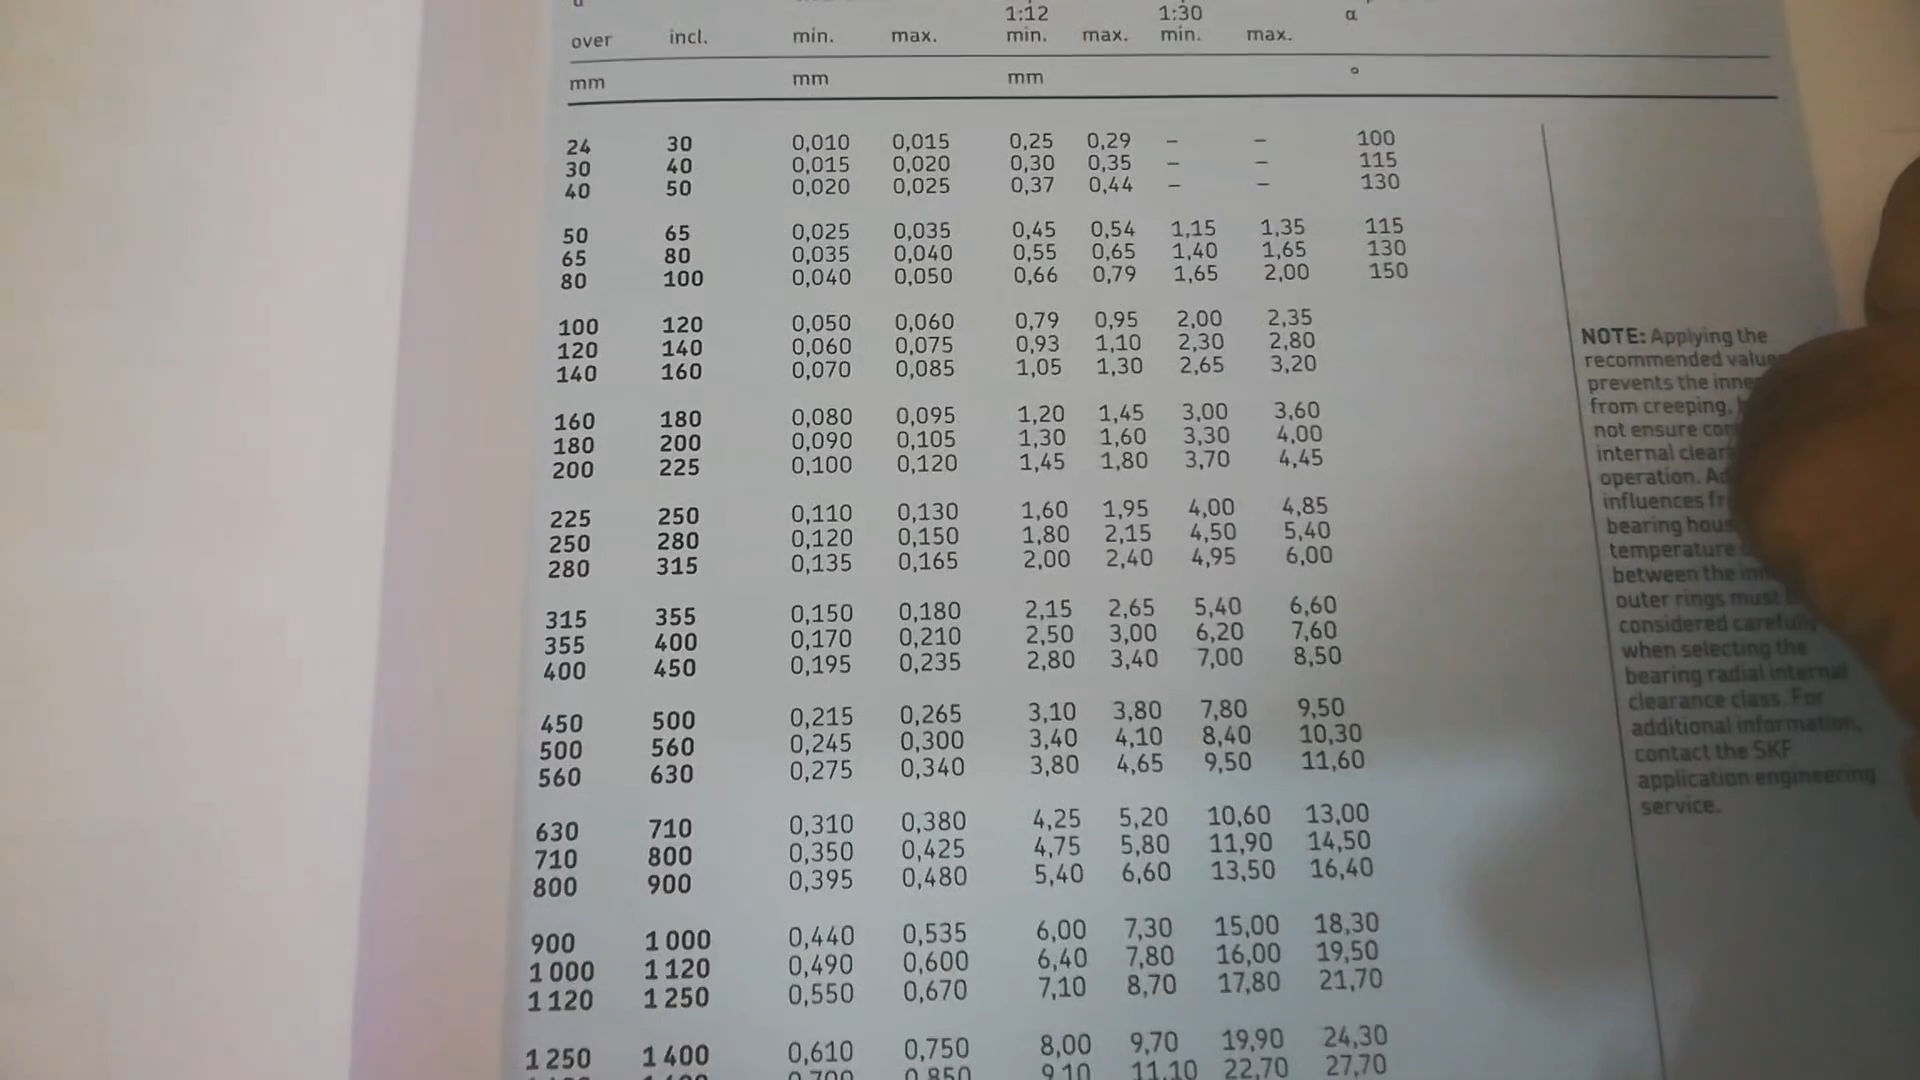 1:12 1:30 α
over incl. min. max. min. max. min. max.
mm mm mm °
24 30 0,010 0,015 0,25 0,29 – – 100
30 40 0,015 0,020 0,30 0,35 – – 115
40 50 0,020 0,025 0,37 0,44 – – 130
50 65 0,025 0,035 0,45 0,54 1,15 1,35 115
65 80 0,035 0,040 0,55 0,65 1,40 1,65 130
80 100 0,040 0,050 0,66 0,79 1,65 2,00 150
100 120 0,050 0,060 0,79 0,95 2,00 2,35
120 140 0,060 0,075 0,93 1,10 2,30 2,80
140 160 0,070 0,085 1,05 1,30 2,65 3,20
160 180 0,080 0,095 1,20 1,45 3,00 3,60
180 200 0,090 0,105 1,30 1,60 3,30 4,00
200 225 0,100 0,120 1,45 1,80 3,70 4,45
225 250 0,110 0,130 1,60 1,95 4,00 4,85
250 280 0,120 0,150 1,80 2,15 4,50 5,40
280 315 0,135 0,165 2,00 2,40 4,95 6,00
315 355 0,150 0,180 2,15 2,65 5,40 6,60
355 400 0,170 0,210 2,50 3,00 6,20 7,60
400 450 0,195 0,235 2,80 3,40 7,00 8,50
450 500 0,215 0,265 3,10 3,80 7,80 9,50
500 560 0,245 0,300 3,40 4,10 8,40 10,30
560 630 0,275 0,340 3,80 4,65 9,50 11,60
630 710 0,310 0,380 4,25 5,20 10,60 13,00
710 800 0,350 0,425 4,75 5,80 11,90 14,50
800 900 0,395 0,480 5,40 6,60 13,50 16,40
900 1 000 0,440 0,535 6,00 7,30 15,00 18,30
1 000 1 120 0,490 0,600 6,40 7,80 16,00 19,50
1 120 1 250 0,550 0,670 7,10 8,70 17,80 21,70
1 250 1 400 0,610 0,750 8,00 9,70 19,90 24,30
0,700 0,850 9,10 11,10 22,70 27,70
NOTE: Applying the
recommended
prevents the
from creeping,
not ensure
internal
operation.
influences
bearing
temperature
between the
outer rings must
considered carefully
when selecting the
bearing radial internal
clearance class. For
additional information,
contact the SKF
application engineering
service.